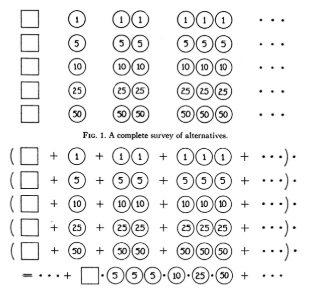 □ ① ① ① ① ① ① · · ·
□ ⑤ ⑤ ⑤ ⑤ ⑤ ⑤ · · ·
□ ⑩ ⑩ ⑩ ⑩ ⑩ ⑩ · · ·
□ ㉕ ㉕ ㉕ ㉕ ㉕ ㉕ · · ·
□ ㊿ ㊿ ㊿ ㊿ ㊿ ㊿ · · ·
FIG. 1. A complete survey of alternatives.
( □ + ① + ① ① + ① ① ① + · · · ) ·
( □ + ⑤ + ⑤ ⑤ + ⑤ ⑤ ⑤ + · · · ) ·
( □ + ⑩ + ⑩ ⑩ + ⑩ ⑩ ⑩ + · · · ) ·
( □ + ㉕ + ㉕ ㉕ + ㉕ ㉕ ㉕ + · · · ) ·
( □ + ㊿ + ㊿ ㊿ + ㊿ ㊿ ㊿ + · · · ) ·
= · · · + □ · ⑤ ⑤ ⑤ · ⑩ · ㉕ · ㊿ + · · ·